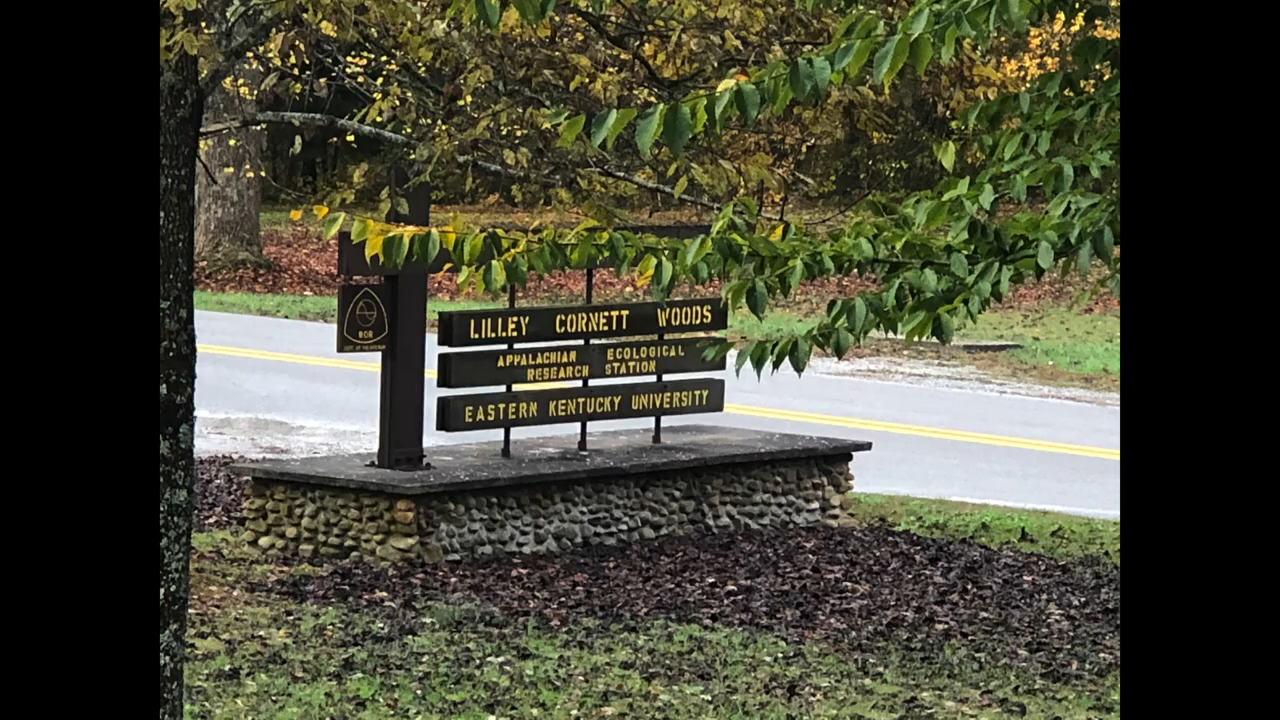 BOR
LILLEY CORNETT WOODS
APPALACHIAN ECOLOGICAL
RESEARCH STATION
EASTERN KENTUCKY UNIVERSITY